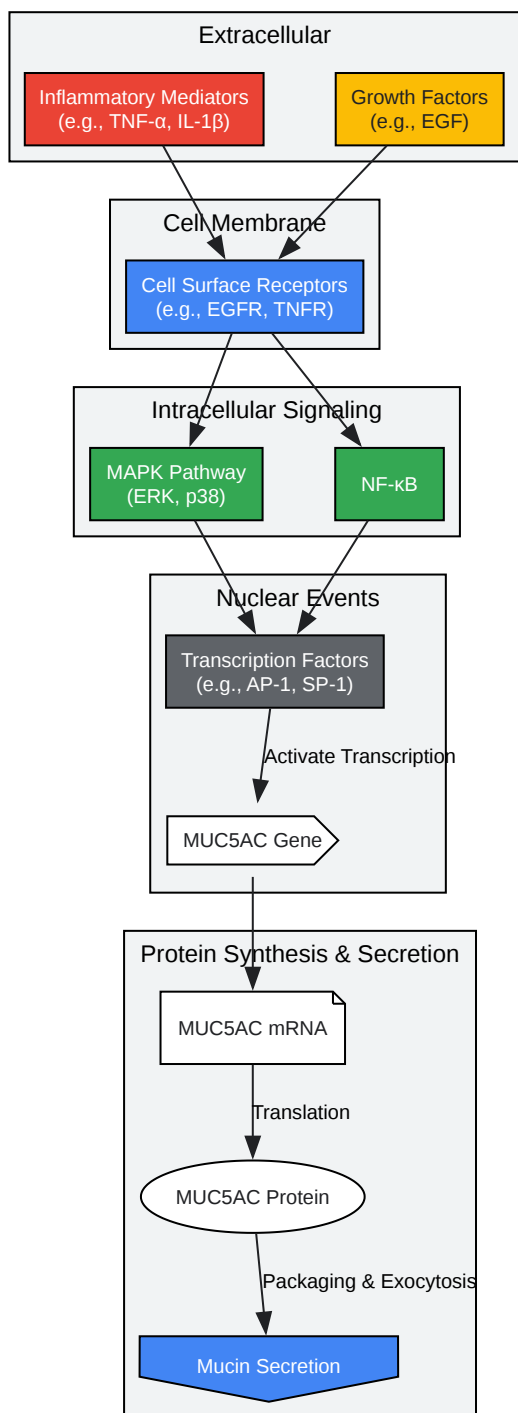 Extracellular
Inflammatory Mediators
(e.g., TNF-α, IL-1β)
Growth Factors
(e.g., EGF)
Cell Membrane
Cell Surface Receptors
(e.g., EGFR, TNFR)
Intracellular Signaling
MAPK Pathway
(ERK, p38)
NF-κB
Nuclear Events
Transcription Factors
(e.g., AP-1, SP-1)
Activate Transcription
MUC5AC Gene
Protein Synthesis & Secretion
MUC5AC mRNA
Translation
MUC5AC Protein
Packaging & Exocytosis
Mucin Secretion